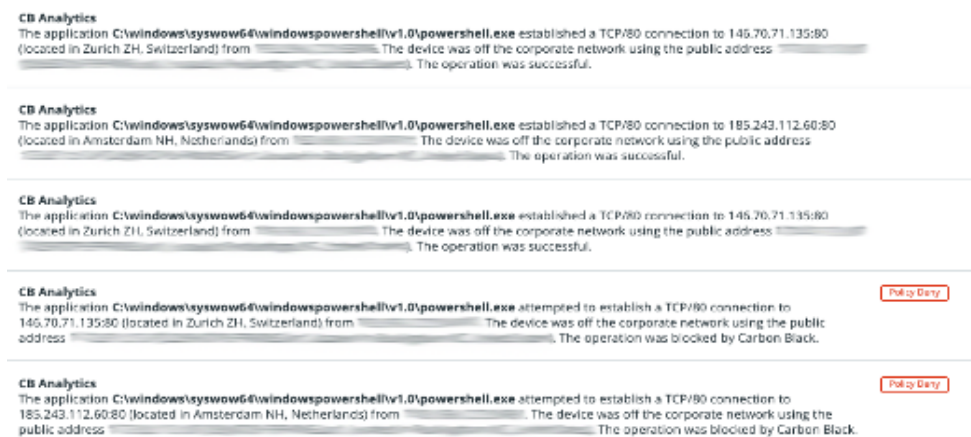 CB Analytics
The application C:\windows\syswow64\windowspowershell\v1.0\powershell.exe established a TCP/80 connection to 146.70.71.135:80
(located in Zurich ZH, Switzerland) from . The device was off the corporate network using the public address
). The operation was successful.
CB Analytics
The application C:\windows\syswow64\windowspowershell\v1.0\powershell.exe established a TCP/80 connection to 185.243.112.60:80
(located in Amsterdam NH, Netherlands) from . The device was off the corporate network using the public address
. The operation was successful.
CB Analytics
The application C:\windows\syswow64\windowspowershell\v1.0\powershell.exe established a TCP/80 connection to 146.70.71.135:80
(located in Zurich ZH, Switzerland) from . The device was off the corporate network using the public address
). The operation was successful.
CB Analytics Policy Deny
The application C:\windows\syswow64\windowspowershell\v1.0\powershell.exe attempted to establish a TCP/80 connection to
146.70.71.135:80 (located in Zurich ZH, Switzerland) from The device was off the corporate network using the public
address . The operation was blocked by Carbon Black.
CB Analytics Policy Deny
The application C:\windows\syswow64\windowspowershell\v1.0\powershell.exe attempted to establish a TCP/80 connection to
185.243.112.60:80 (located in Amsterdam NH, Netherlands) from . The device was off the corporate network using the
public address The operation was blocked by Carbon Black.